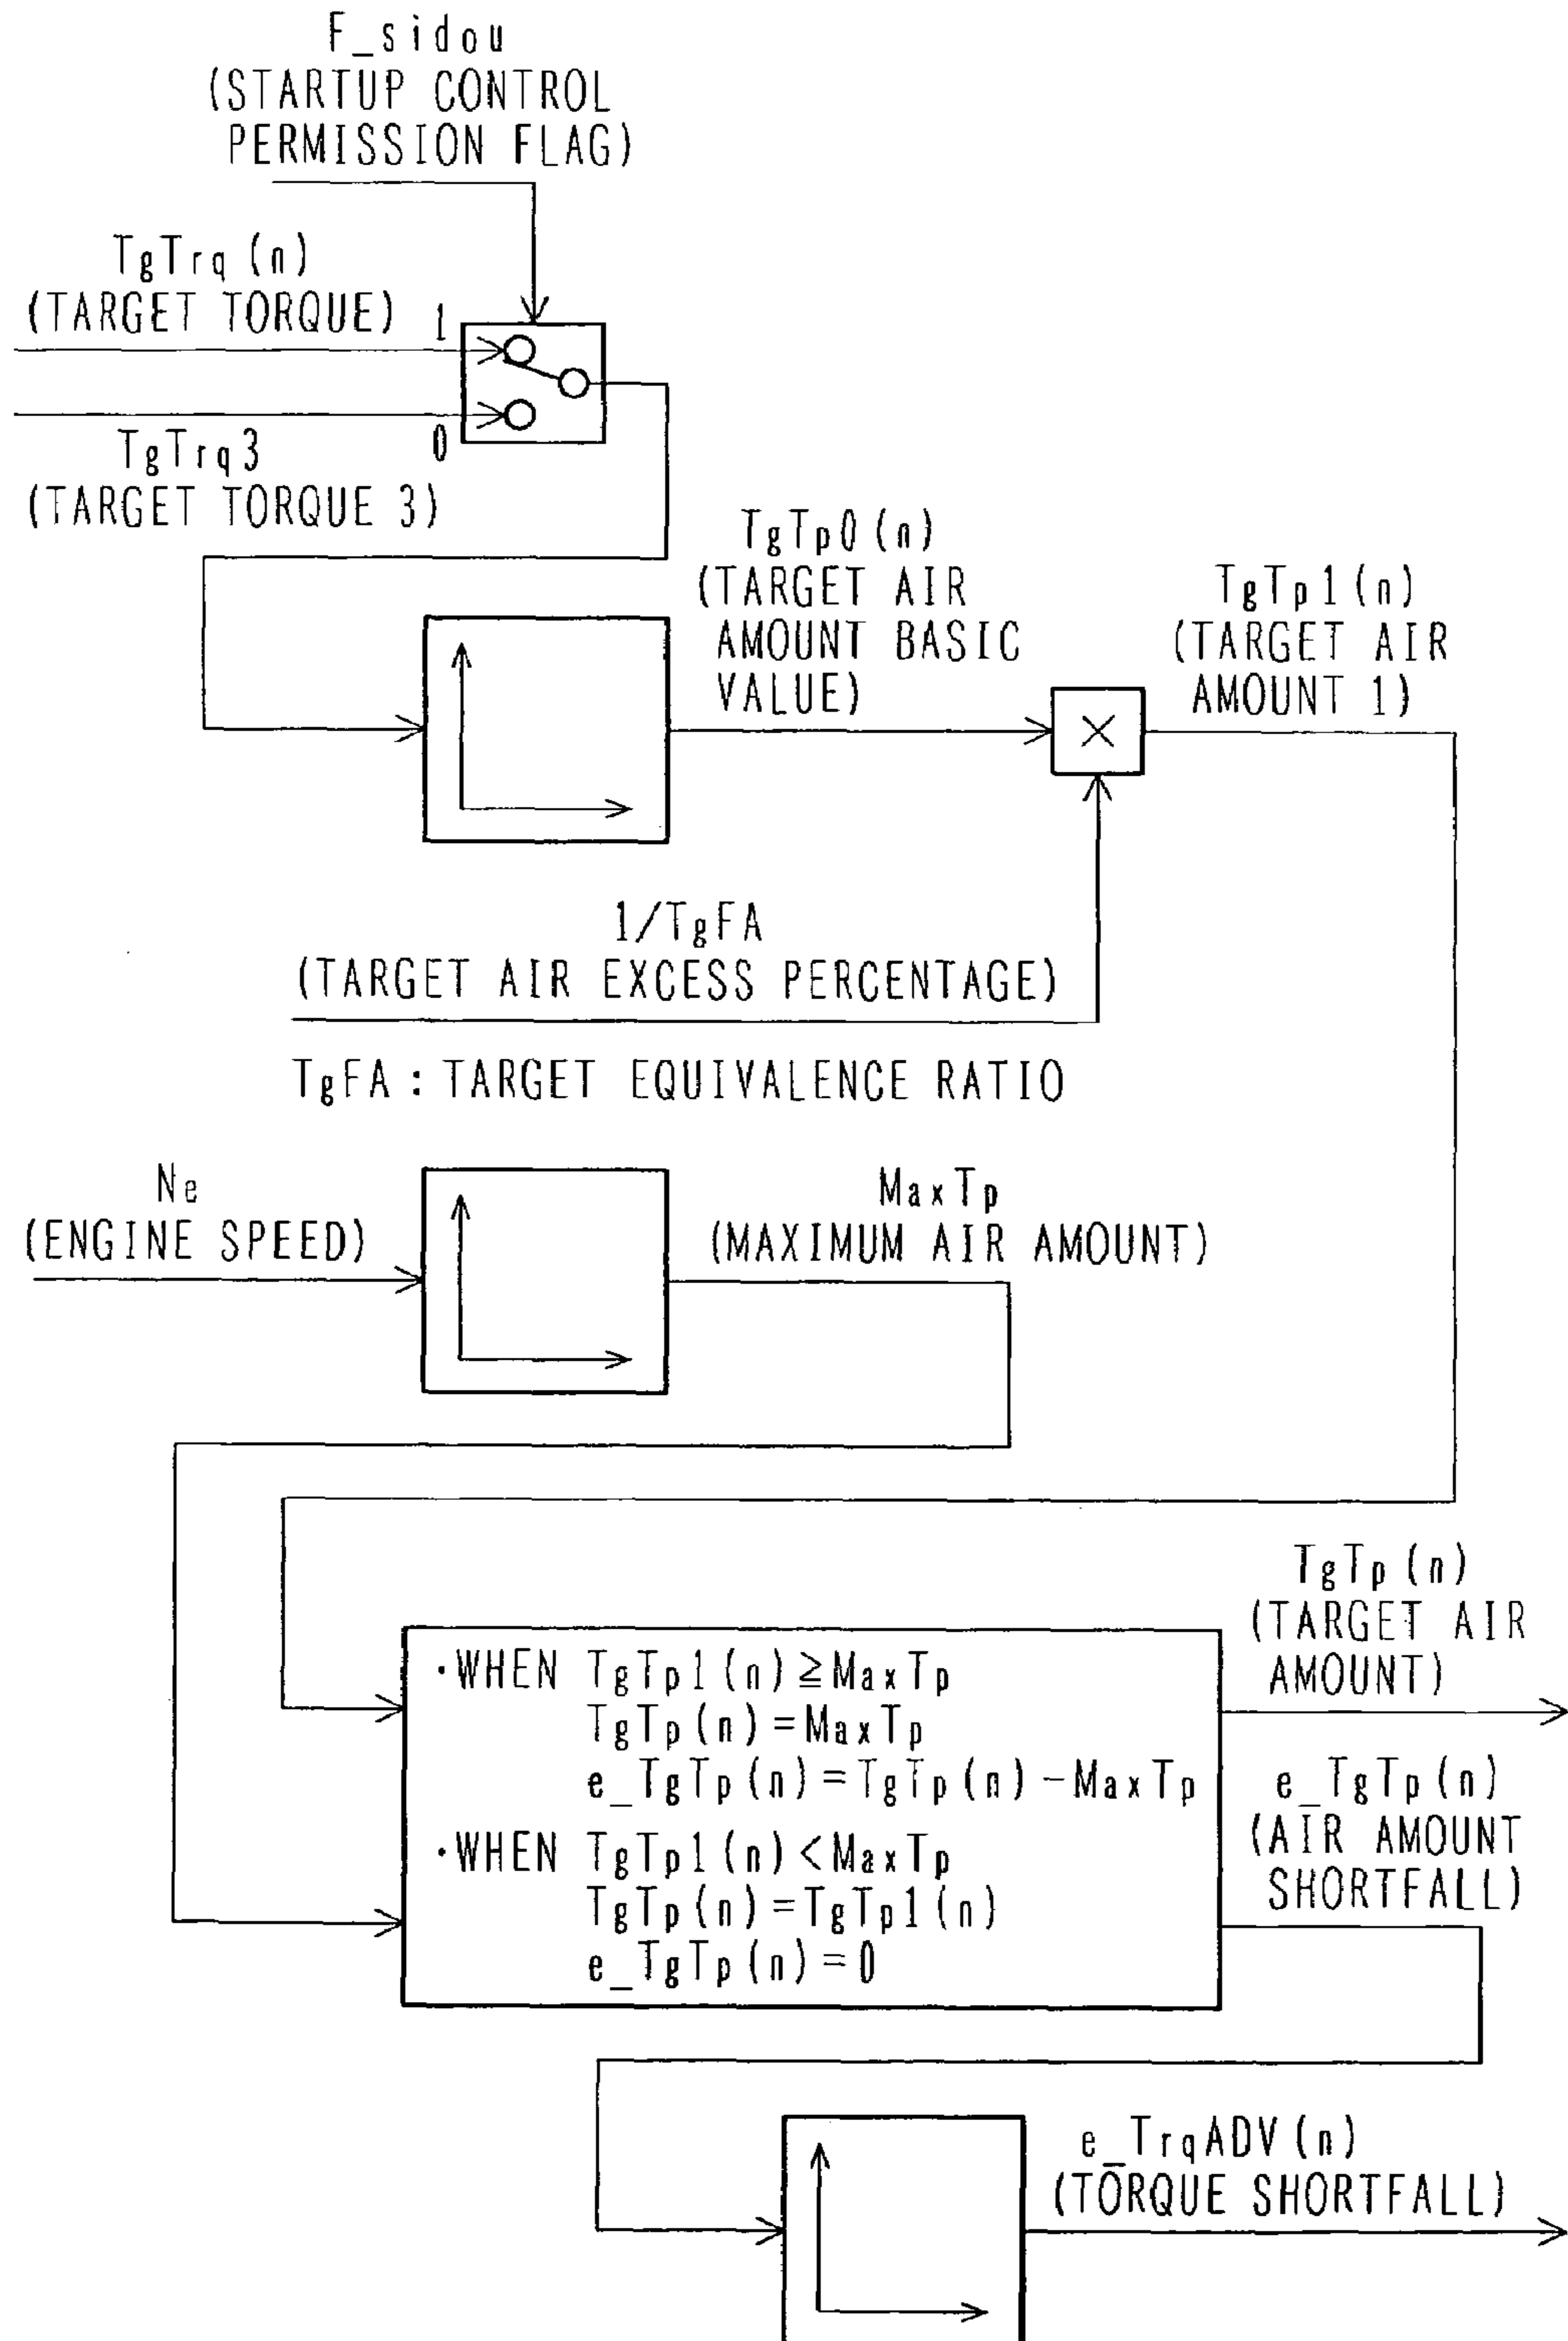 F_sidou
(STARTUP CONTROL
PERMISSION FLAG)
TgTrq(n)
(TARGET TORQUE)
1
0
TgTrq3
(TARGET TORQUE 3)
TgTp0(n)
(TARGET AIR
AMOUNT BASIC
VALUE)
TgTp1(n)
(TARGET AIR
AMOUNT 1)
×
1/TgFA
(TARGET AIR EXCESS PERCENTAGE)
TgFA : TARGET EQUIVALENCE RATIO
Ne
(ENGINE SPEED)
MaxTp
(MAXIMUM AIR AMOUNT)
・WHEN TgTp1(n)≧MaxTp
TgTp(n)=MaxTp
e_TgTp(n)=TgTp(n)-MaxTp
・WHEN TgTp1(n)<MaxTp
TgTp(n)=TgTp1(n)
e_TgTp(n)=0
TgTp(n)
(TARGET AIR
AMOUNT)
e_TgTp(n)
(AIR AMOUNT
SHORTFALL)
e_TrqADV(n)
(TORQUE SHORTFALL)